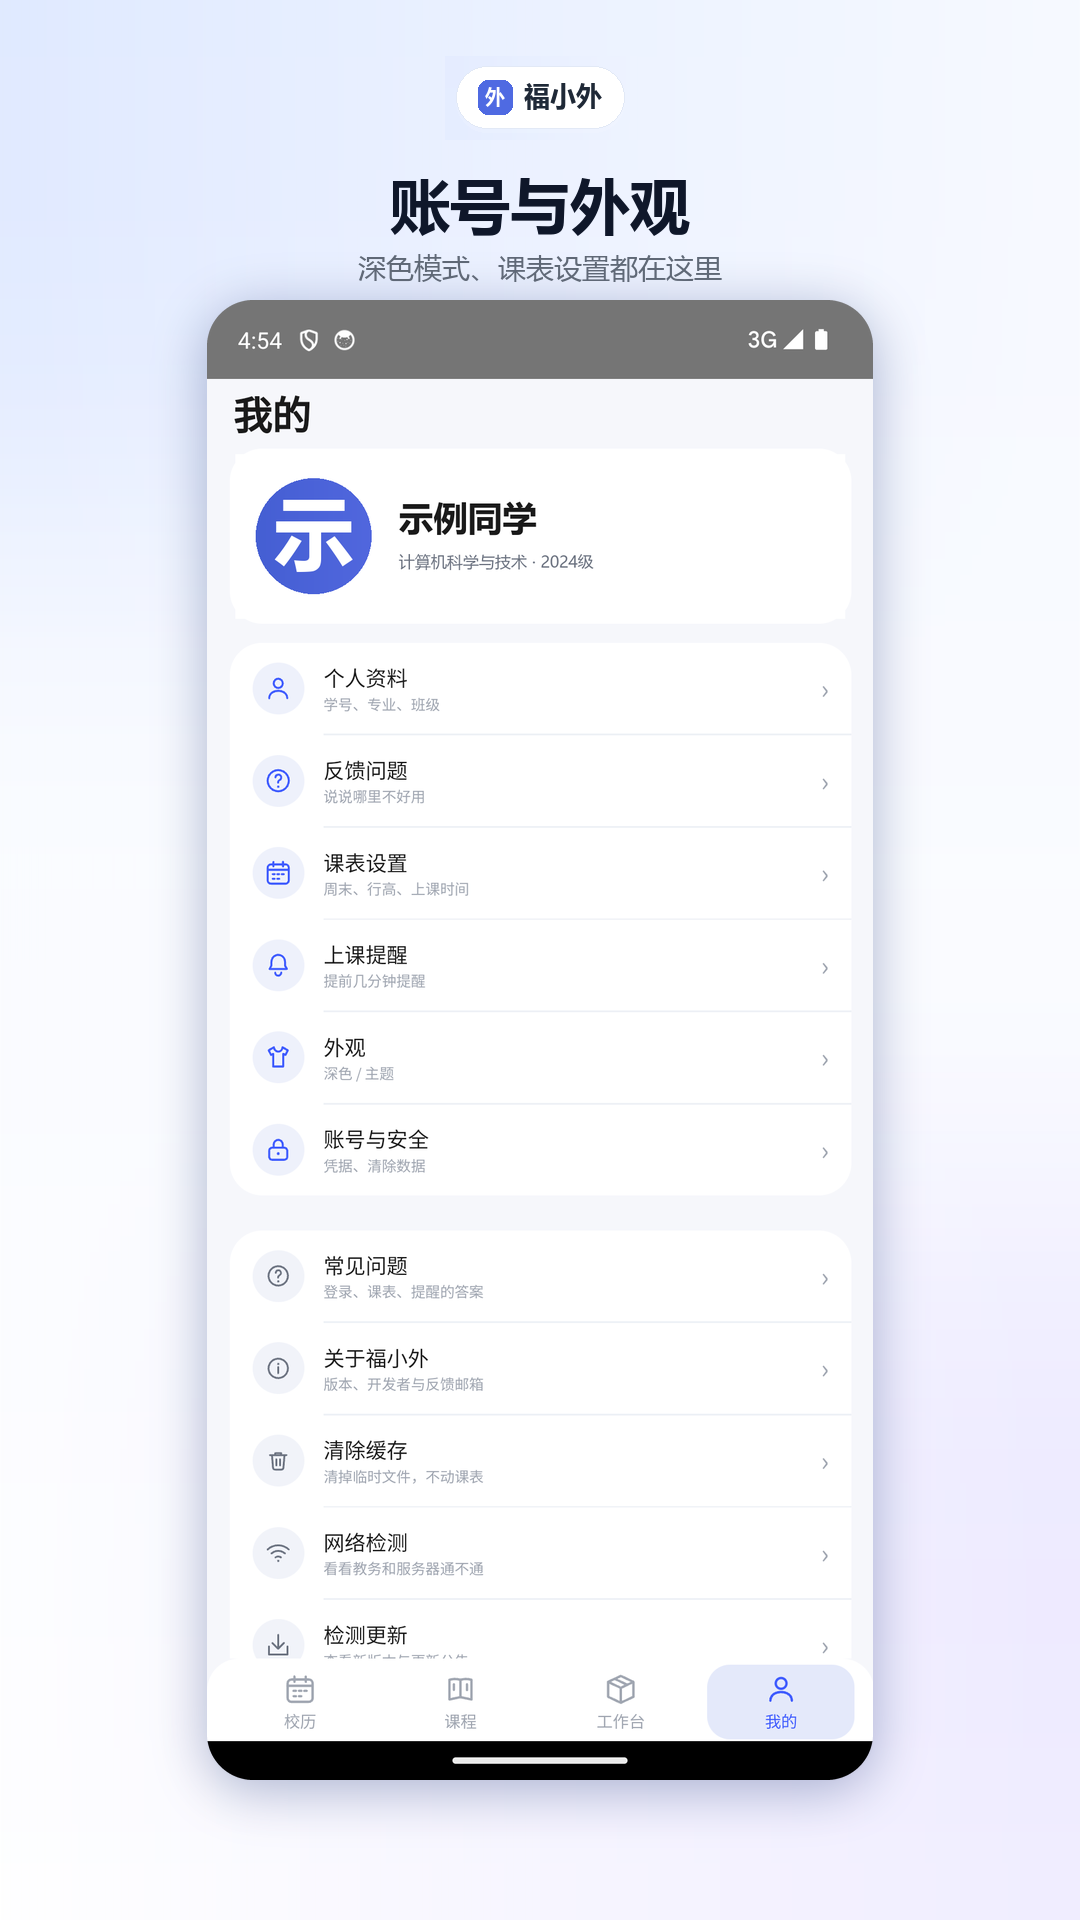 外 福小外
账号与外观
深色模式、课表设置都在这里
4:54 3G
我的
示
示例同学
计算机科学与技术 · 2024级
个人资料
学号、专业、班级
反馈问题
说说哪里不好用
课表设置
周末、行高、上课时间
上课提醒
提前几分钟提醒
外观
深色 / 主题
账号与安全
凭据、清除数据
常见问题
登录、课表、提醒的答案
关于福小外
版本、开发者与反馈邮箱
清除缓存
清掉临时文件，不动课表
网络检测
看看教务和服务器通不通
检测更新
校历 课程 工作台 我的